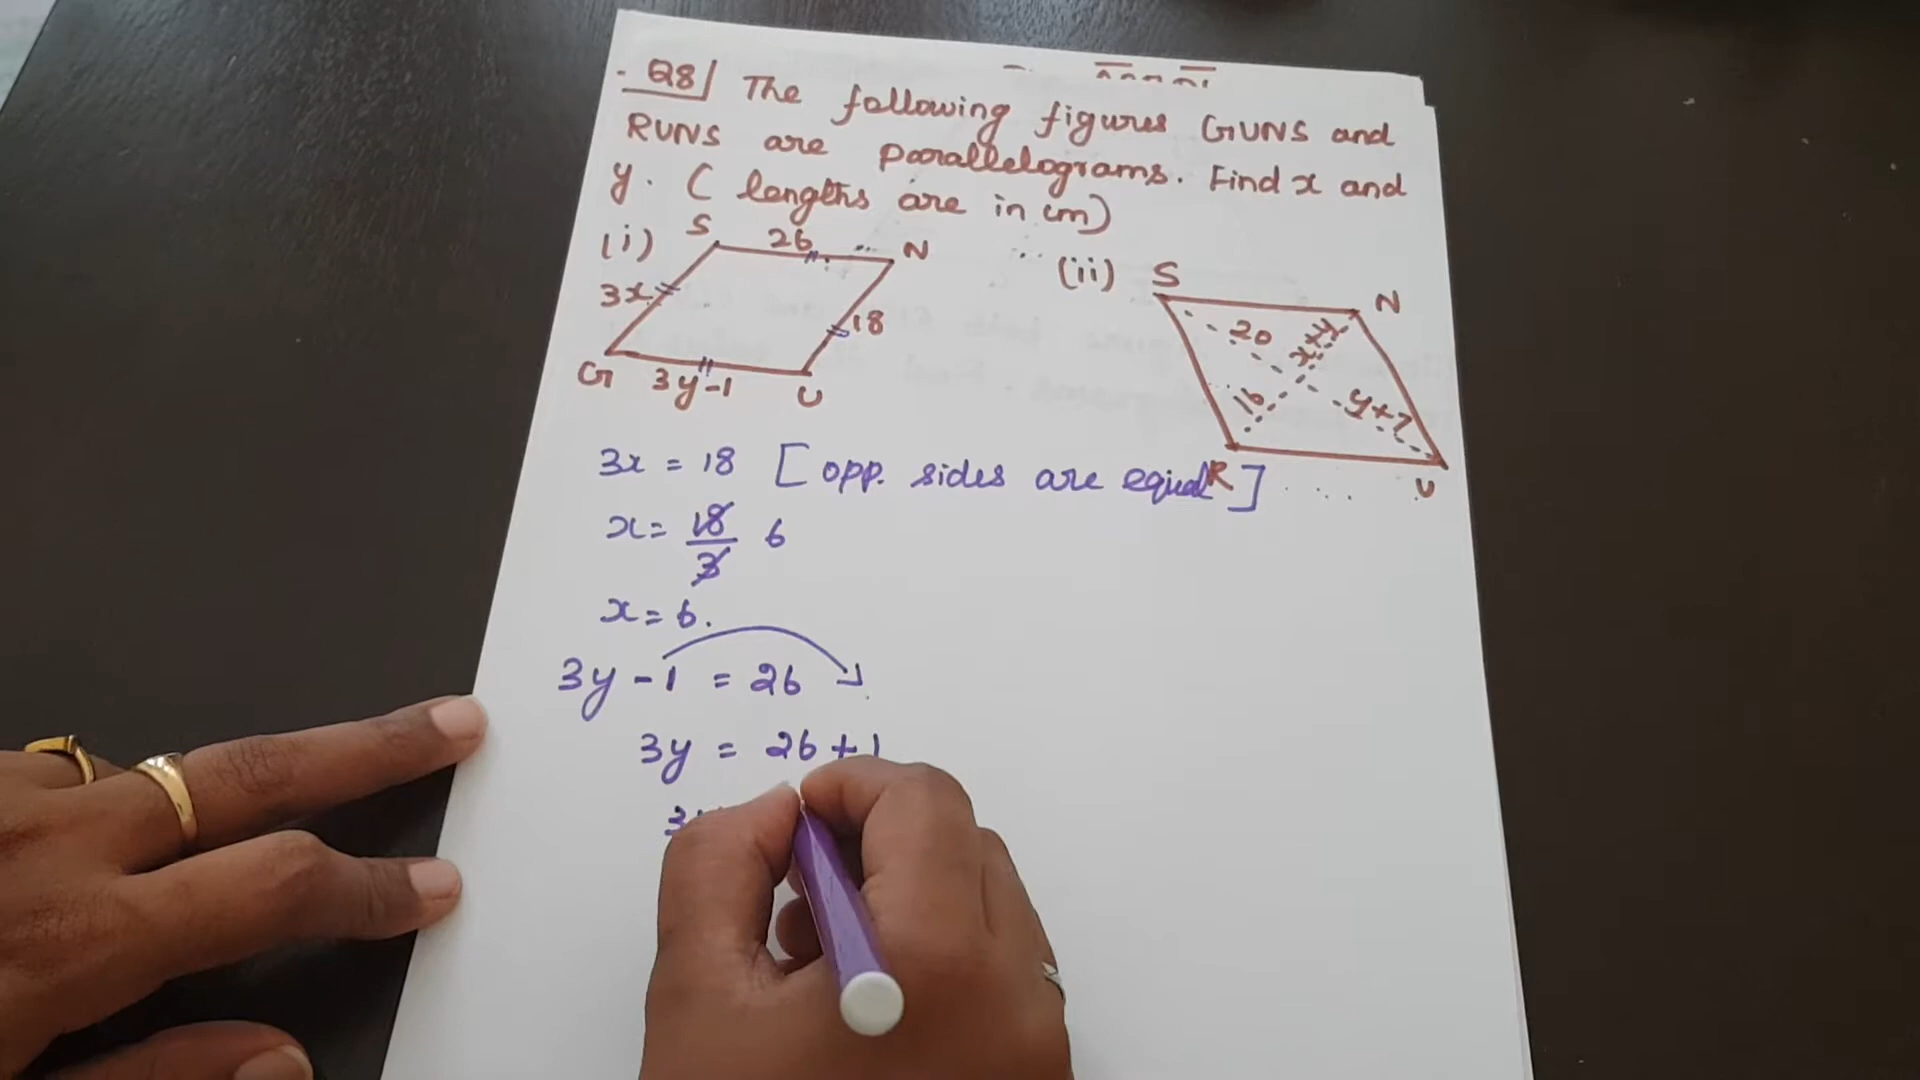 Q8| The following figures GUNS and
RUNS are parallelograms. Find x and
y. ( lengths are in cm)
(i) S 26 N
3x 18
G 3y-1 U
(ii) S N
20 x+y
16 y+7
R U
3x = 18 [opp. sides are equal]
x = 18/3 6
x = 6.
3y - 1 = 26
3y = 26 + 1